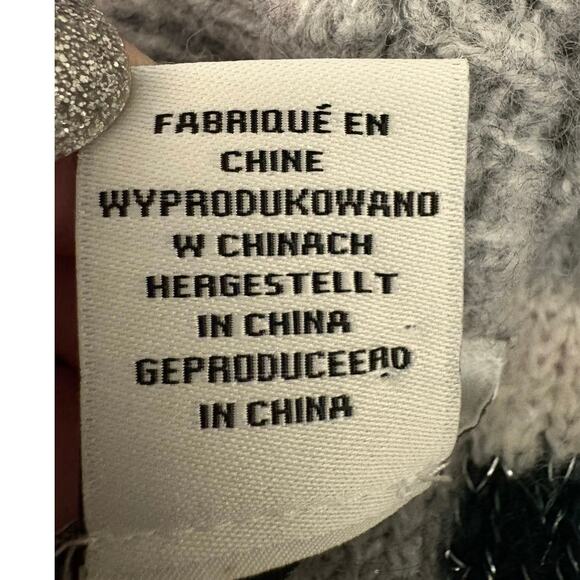 FABRIQUÉ EN
CHINE
WYPRODUKOWANO
W CHINACH
HERGESTELLT
IN CHINA
GEPRODUCEERD
IN CHINA